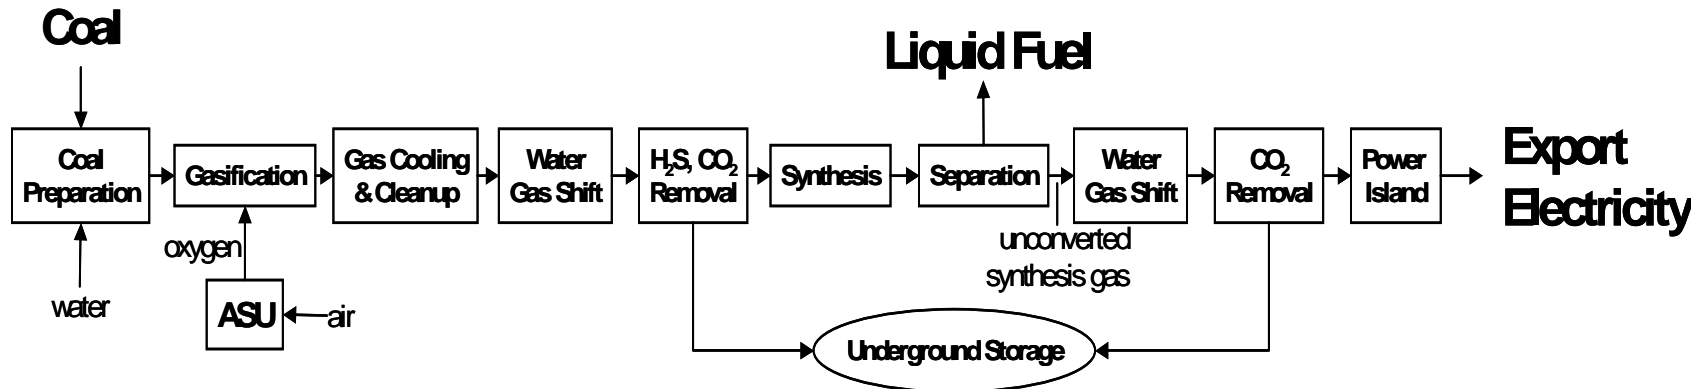 Coal
Liquid Fuel
Coal
Preparation
Gasification
Gas Cooling
& Cleanup
Water
Gas Shift
H₂S, CO₂
Removal
Synthesis
Separation
Water
Gas Shift
CO₂
Removal
Power
Island
Export
Electricity
oxygen
unconverted
synthesis gas
water
ASU
air
Underground Storage